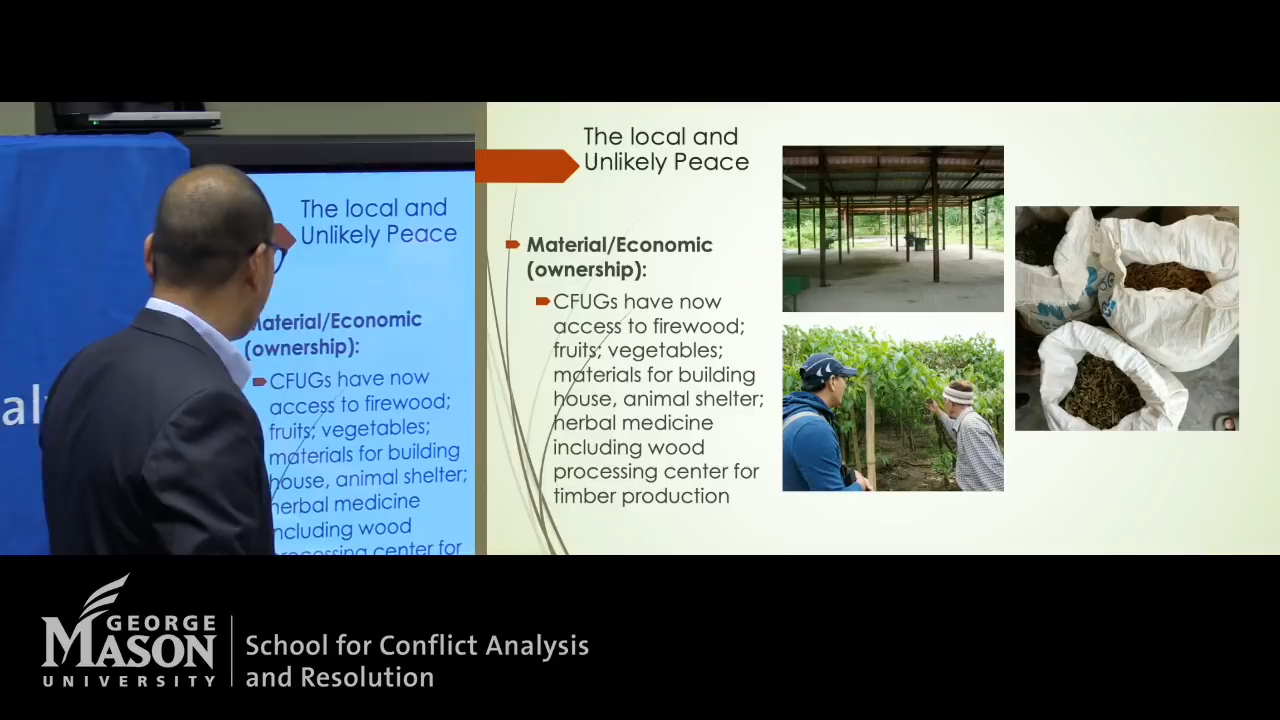 The local and
Unlikely Peace
Material/Economic
(ownership):
CFUGs have now
access to firewood;
fruits; vegetables;
materials for building
house, animal shelter;
herbal medicine
including wood
processing center for
The local and
Unlikely Peace
Material/Economic
(ownership):
CFUGs have now
access to firewood;
fruits; vegetables;
materials for building
house, animal shelter;
herbal medicine
including wood
processing center for
timber production
GEORGE
MASON
UNIVERSITY
School for Conflict Analysis
and Resolution